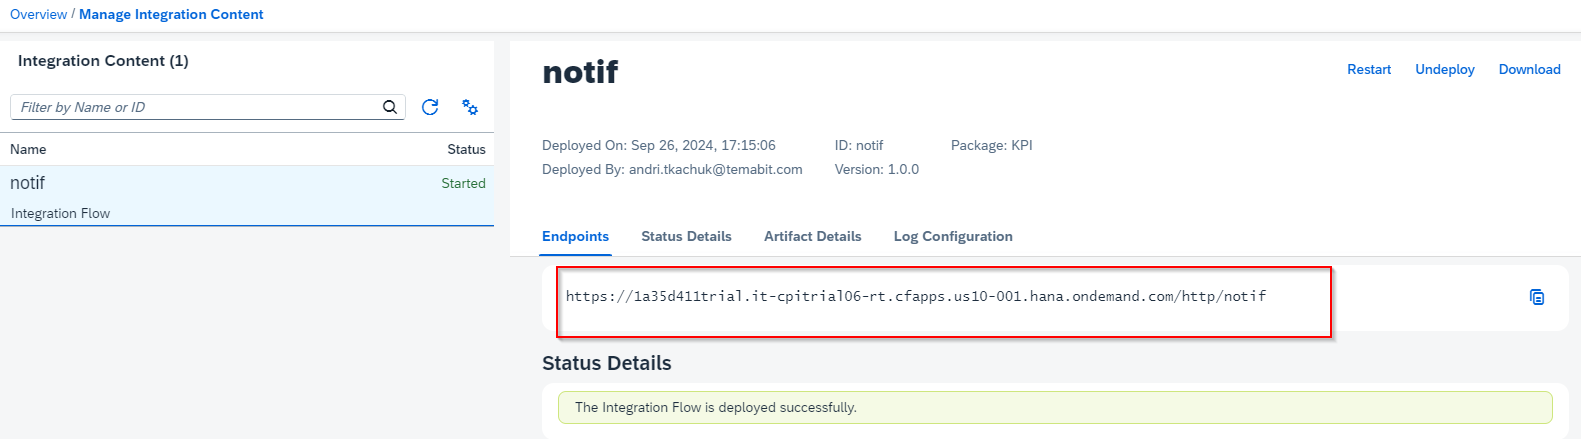 Overview / Manage Integration Content
Integration Content (1)
Filter by Name or ID
Name Status
notif Started
Integration Flow
notif
Restart Undeploy Download
Deployed On: Sep 26, 2024, 17:15:06 ID: notif Package: KPI
Deployed By: andri.tkachuk@temabit.com Version: 1.0.0
Endpoints Status Details Artifact Details Log Configuration
https://1a35d411trial.it-cpitrial06-rt.cfapps.us10-001.hana.ondemand.com/http/notif
Status Details
The Integration Flow is deployed successfully.